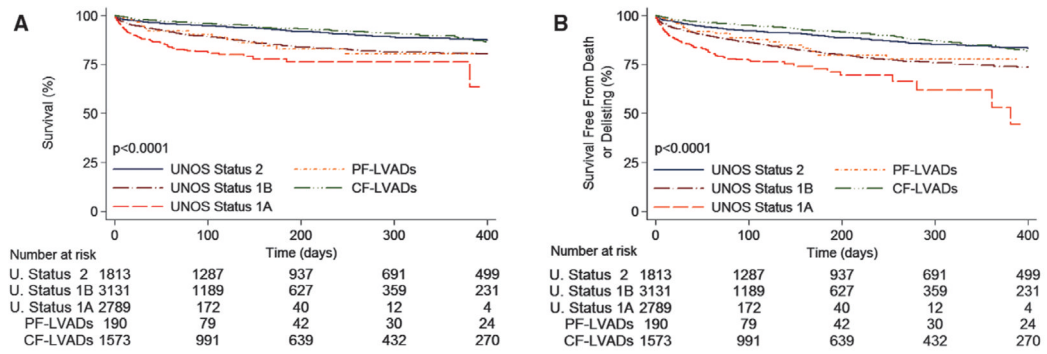 A
Survival (%)
100
75
50
25
0
p<0.0001
UNOS Status 2
UNOS Status 1B
UNOS Status 1A
PF-LVADs
CF-LVADs
0 100 200 300 400
Number at risk
Time (days)
U. Status 2 1813 1287 937 691 499
U. Status 1B 3131 1189 627 359 231
U. Status 1A 2789 172 40 12 4
PF-LVADs 190 79 42 30 24
CF-LVADs 1573 991 639 432 270
B
Survival Free From Death
or Delisting (%)
100
75
50
25
0
p<0.0001
UNOS Status 2
UNOS Status 1B
UNOS Status 1A
PF-LVADs
CF-LVADs
0 100 200 300 400
Number at risk
Time (days)
U. Status 2 1813 1287 937 691 499
U. Status 1B 3131 1189 627 359 231
U. Status 1A 2789 172 40 12 4
PF-LVADs 190 79 42 30 24
CF-LVADs 1573 991 639 432 270